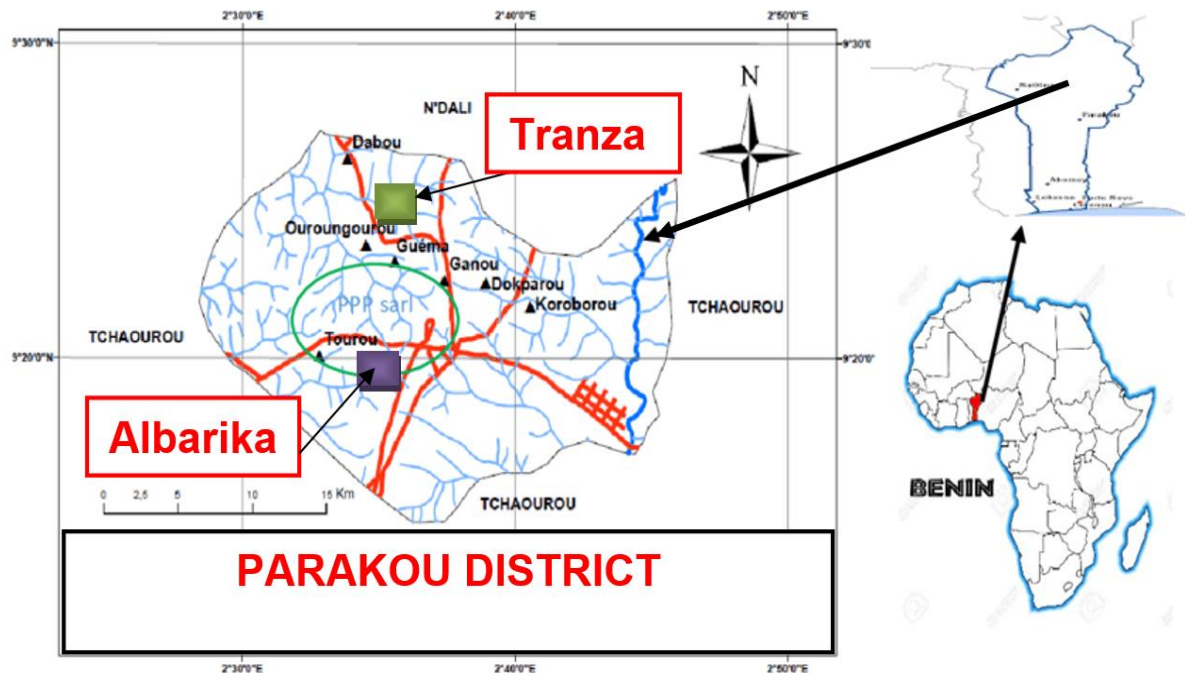 2°30'0"E
2°40'0"E
2°50'0"E
9°30'0"N
9°30'0
N
N'DALI
Tranza
Dabou
Parakou
Ouroungourou
Guéma
Ganou
Dokparou
Koroborou
PPP sarl
TCHAOUROU
TCHAOUROU
Tourou
9°20'0"N
9°20'0
Albarika
0 2,5 5 10 15 Km
TCHAOUROU
BENIN
PARAKOU DISTRICT
2°30'0"E
2°40'0"E
2°50'0"E